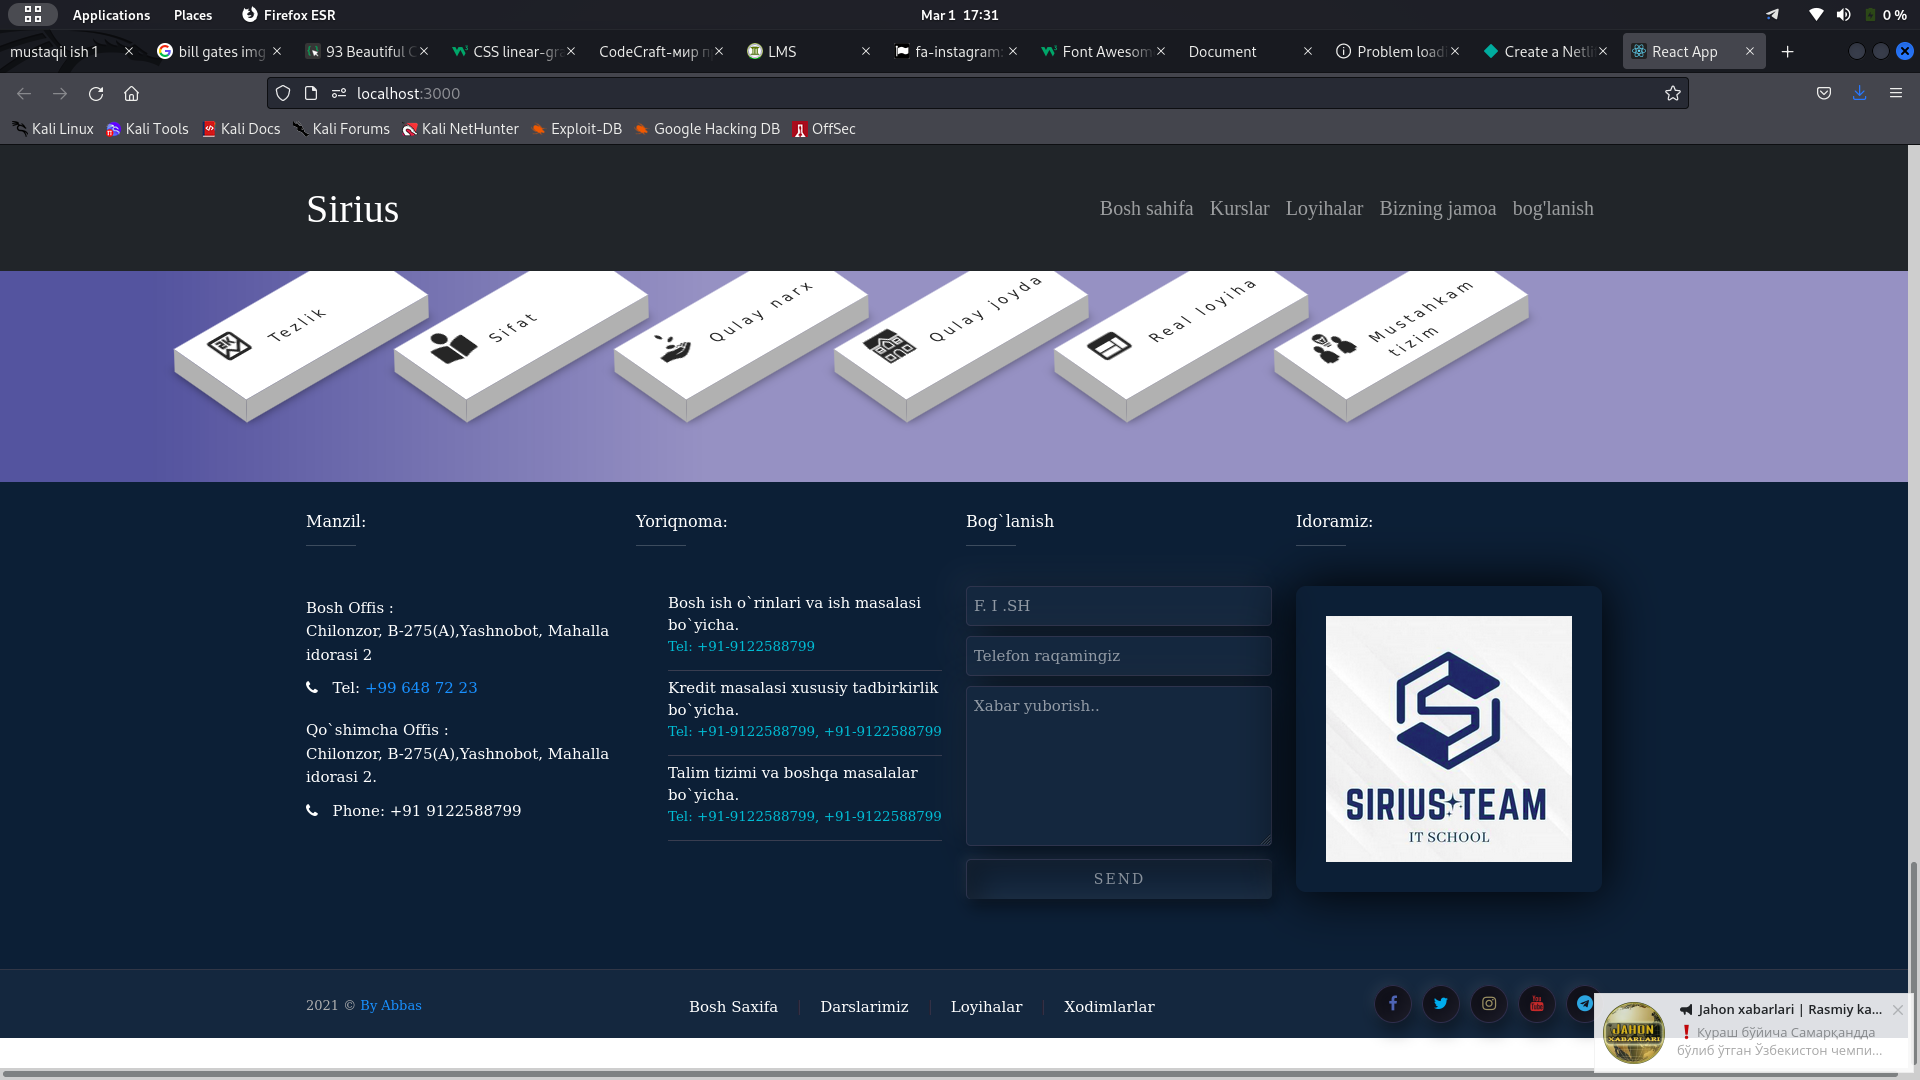 Applications Places Firefox ESR Mar 1 17:31 0 %
mustaqil ish 1 bill gates img 93 Beautiful C CSS linear-gra CodeCraft-мир п LMS fa-instagram: Font Awesom Document Problem load Create a Netli React App
localhost:3000
Kali Linux Kali Tools Kali Docs Kali Forums Kali NetHunter Exploit-DB Google Hacking DB OffSec
Sirius Bosh sahifa Kurslar Loyihalar Bizning jamoa bog'lanish
Tezlik
Sifat
Qulay narx
Qulay joyda
Real loyiha
Mustahkam
tizim
Manzil:
Bosh Offis :
Chilonzor, B-275(A),Yashnobot, Mahalla
idorasi 2
Tel: +99 648 72 23
Qo`shimcha Offis :
Chilonzor, B-275(A),Yashnobot, Mahalla
idorasi 2.
Phone: +91 9122588799
Yoriqnoma:
Bosh ish o`rinlari va ish masalasi
bo`yicha.
Tel: +91-9122588799
Kredit masalasi xususiy tadbirkirlik
bo`yicha.
Tel: +91-9122588799, +91-9122588799
Talim tizimi va boshqa masalalar
bo`yicha.
Tel: +91-9122588799, +91-9122588799
Bog`lanish
F. I .SH
Telefon raqamingiz
Xabar yuborish..
SEND
Idoramiz:
SIRIUS TEAM
IT SCHOOL
2021 © By Abbas
Bosh Saxifa Darslarimiz Loyihalar Xodimlarlar
Jahon xabarlari | Rasmiy ka...
❗ Кураш бўйича Самарқандда
бўлиб ўтган Ўзбекистон чемпи...
JAHON
XABARLARI